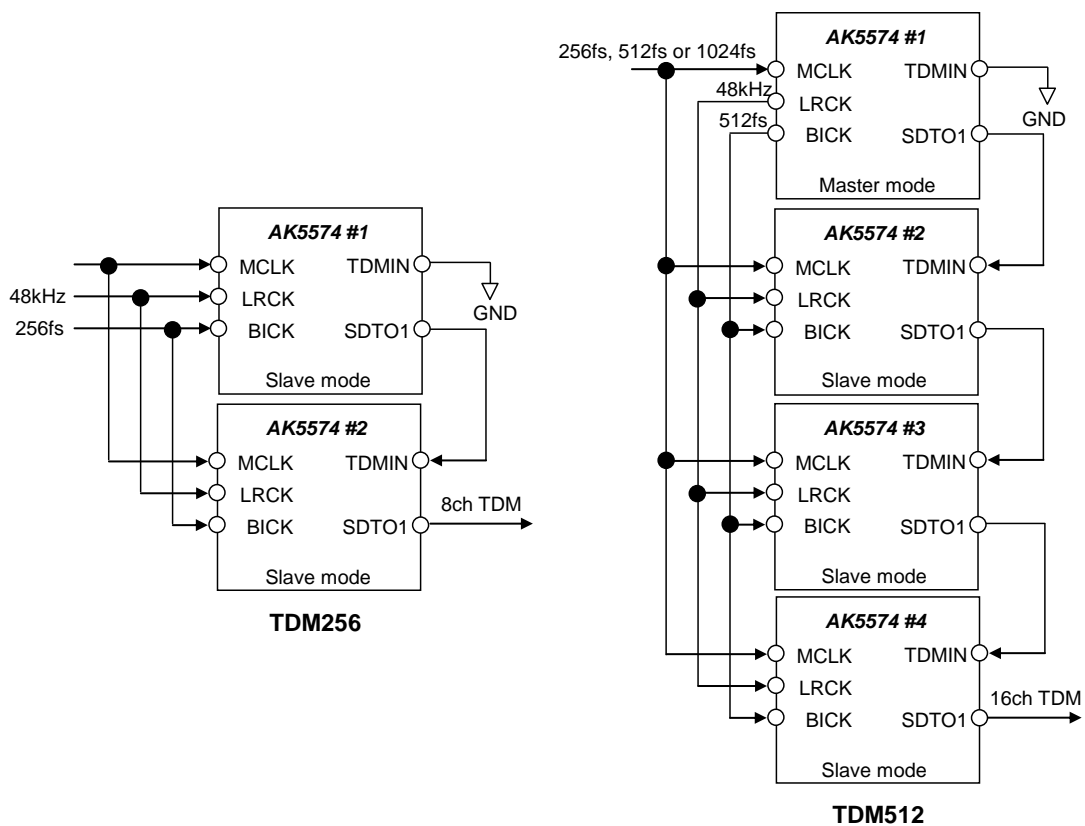 AK5574 #1
MCLK TDMIN
48kHz
LRCK
GND
256fs
BICK SDTO1
Slave mode
AK5574 #2
MCLK TDMIN
LRCK
8ch TDM
BICK SDTO1
Slave mode
TDM256
AK5574 #1
256fs, 512fs or 1024fs
MCLK TDMIN
48kHz
LRCK
GND
512fs
BICK SDTO1
Master mode
AK5574 #2
MCLK TDMIN
LRCK
BICK SDTO1
Slave mode
AK5574 #3
MCLK TDMIN
LRCK
BICK SDTO1
Slave mode
AK5574 #4
MCLK TDMIN
LRCK
16ch TDM
BICK SDTO1
Slave mode
TDM512